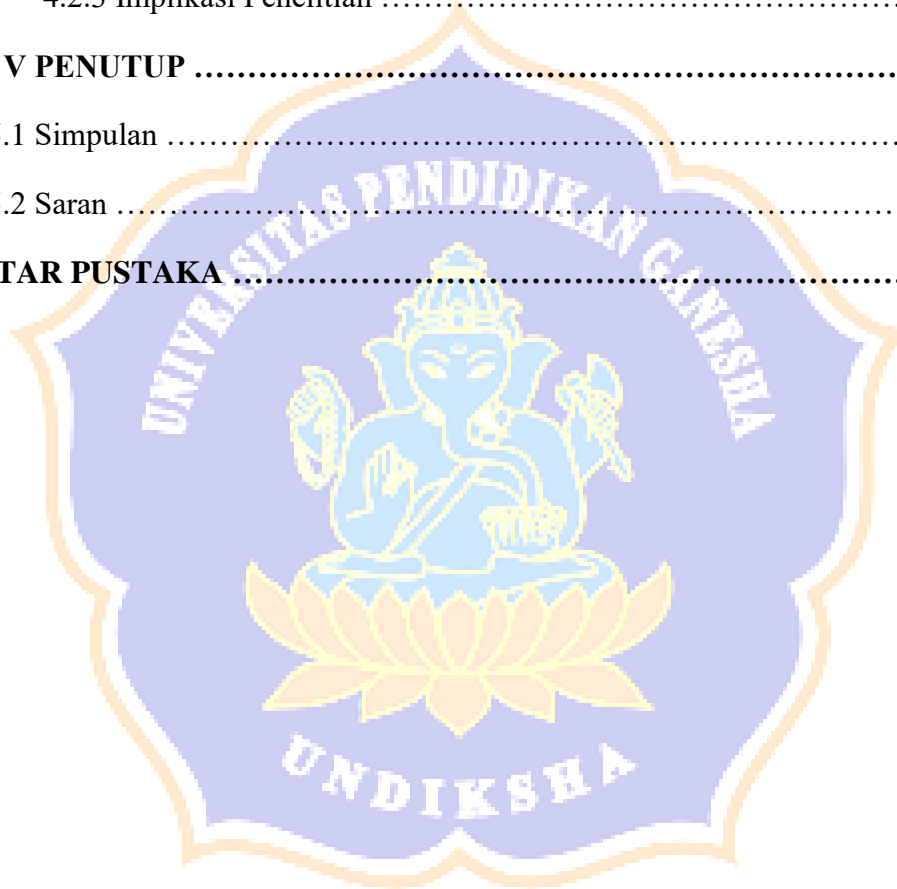 4.2.3 Implikasi Penelitian ……………………………………………………
V PENUTUP ……………………………………………………………………
.1 Simpulan ………………………………………………………………………
.2 Saran ……………………………………………………………………………
TAR PUSTAKA ………………………………………………………………
UNIVERSITAS PENDIDIKAN GANESHA
UNDIKSHA